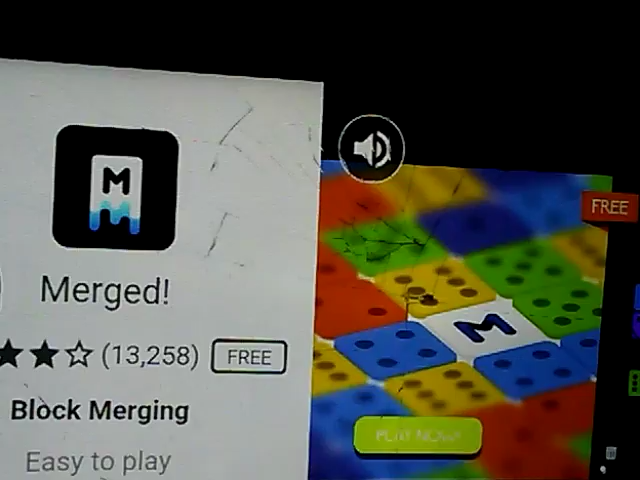 M
Merged!
(13,258) FREE
Block Merging
Easy to play
FREE
M
PLAY NOW!